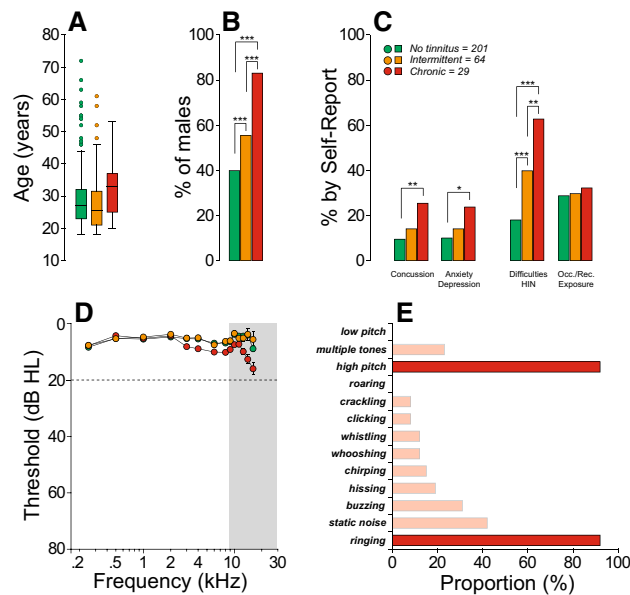 A
Age (years)
80
70
60
50
40
30
20
10
B
% of males
100
80
60
40
20
0
***
***
***
C
% by Self-Report
100
80
60
40
20
0
No tinnitus = 201
Intermittent = 64
Chronic = 29
**
*
***
**
***
Concussion
Anxiety
Depression
Difficulties
HIN
Occ./Rec.
Exposure
D
Threshold (dB HL)
0
20
40
60
80
.2 .5 1 2 4 10 30
Frequency (kHz)
E
low pitch
multiple tones
high pitch
roaring
crackling
clicking
whistling
whooshing
chirping
hissing
buzzing
static noise
ringing
0 20 40 60 80 100
Proportion (%)